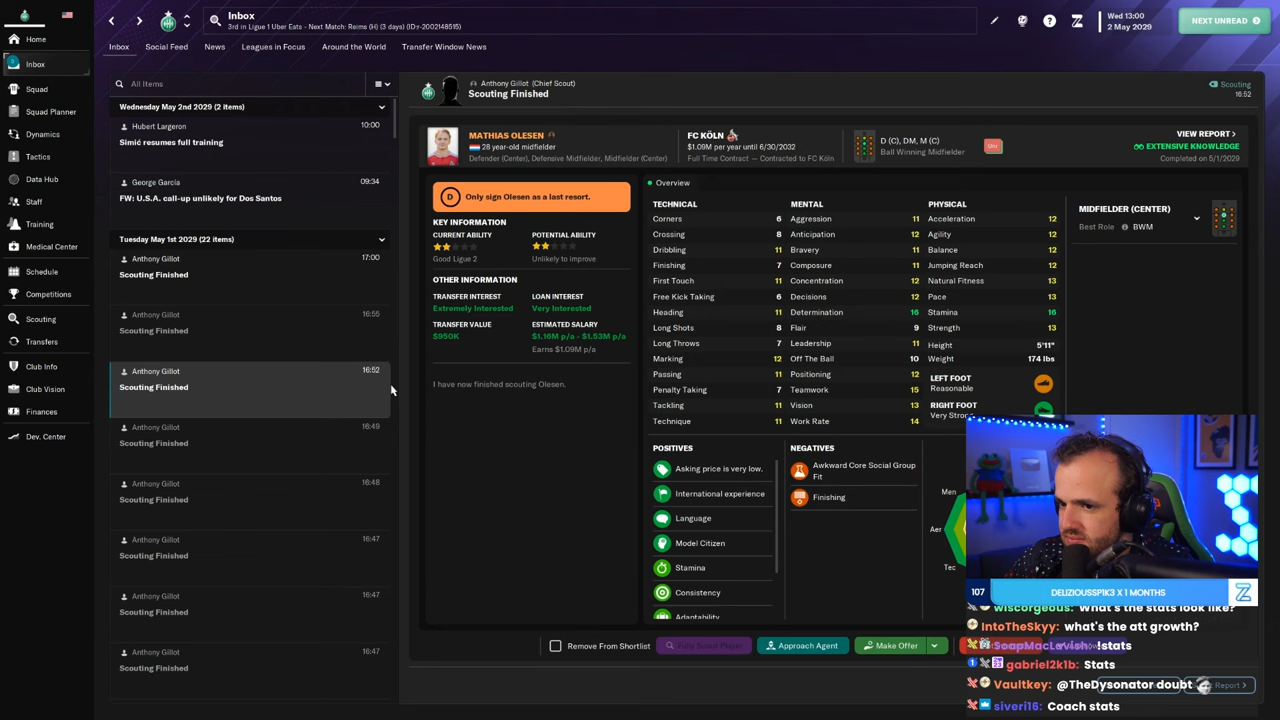 Inbox
3rd in Ligue 1 Uber Eats - Next Match: Reims (H) (3 days) (ID:r-2002148515)
Wed 13:00
2 May 2029
NEXT UNREAD
Home
Inbox
Squad
Squad Planner
Dynamics
Tactics
Data Hub
Staff
Training
Medical Center
Schedule
Competitions
Scouting
Transfers
Club Info
Club Vision
Finances
Dev. Center
Inbox Social Feed News Leagues in Focus Around the World Transfer Window News
All Items
Wednesday May 2nd 2029 (2 items)
Hubert Largeron 10:00
Simić resumes full training
George García 09:34
FW: U.S.A. call-up unlikely for Dos Santos
Tuesday May 1st 2029 (22 items)
Anthony Gillot 17:00
Scouting Finished
Anthony Gillot 16:55
Scouting Finished
Anthony Gillot 16:52
Scouting Finished
Anthony Gillot 16:49
Scouting Finished
Anthony Gillot 16:48
Scouting Finished
Anthony Gillot 16:47
Scouting Finished
Anthony Gillot 16:47
Scouting Finished
Anthony Gillot 16:47
Scouting Finished
Anthony Gillot (Chief Scout)
Scouting Finished
Scouting
16:52
MATHIAS OLESEN
28 year-old midfielder
Defender (Center), Defensive Midfielder, Midfielder (Center)
FC KÖLN
$1.09M per year until 6/30/2032
Full Time Contract — Contracted to FC Köln
D (C), DM, M (C)
Ball Winning Midfielder
Unr
VIEW REPORT >
EXTENSIVE KNOWLEDGE
Completed on 5/1/2029
D Only sign Olesen as a last resort.
KEY INFORMATION
CURRENT ABILITY POTENTIAL ABILITY
Good Ligue 2 Unlikely to improve
OTHER INFORMATION
TRANSFER INTEREST LOAN INTEREST
Extremely Interested Very Interested
TRANSFER VALUE ESTIMATED SALARY
$950K $1.16M p/a - $1.53M p/a
Earns $1.09M p/a
I have now finished scouting Olesen.
Overview
TECHNICAL MENTAL PHYSICAL
Corners 6 Aggression 11 Acceleration 12
Crossing 8 Anticipation 12 Agility 12
Dribbling 11 Bravery 11 Balance 12
Finishing 7 Composure 11 Jumping Reach 12
First Touch 11 Concentration 12 Natural Fitness 13
Free Kick Taking 6 Decisions 12 Pace 13
Heading 11 Determination 16 Stamina 16
Long Shots 8 Flair 9 Strength 13
Long Throws 7 Leadership 11 Height 5'11"
Marking 12 Off The Ball 10 Weight 174 lbs
Passing 11 Positioning 12
Penalty Taking 7 Teamwork 15
Tackling 11 Vision 13
Technique 11 Work Rate 14
LEFT FOOT
Reasonable
RIGHT FOOT
Very Strong
MIDFIELDER (CENTER)
Best Role BWM
POSITIVES
Asking price is very low.
International experience
Language
Model Citizen
Stamina
Consistency
Adaptability
NEGATIVES
Awkward Core Social Group
Fit
Finishing
Men
Aer
Tec
Remove From Shortlist
Fully Scout Player
Approach Agent
Make Offer
Report >
107 DELIZIOUSSPIK3 X 1 MONTHS
wiscorgeous: What's the stats look like?
IntoTheSkyy: what's the att growth?
SoapMacLavish: !stats
gabriel2k1b: Stats
Vaultkey: @TheDysonator doubt
siveri16: Coach stats